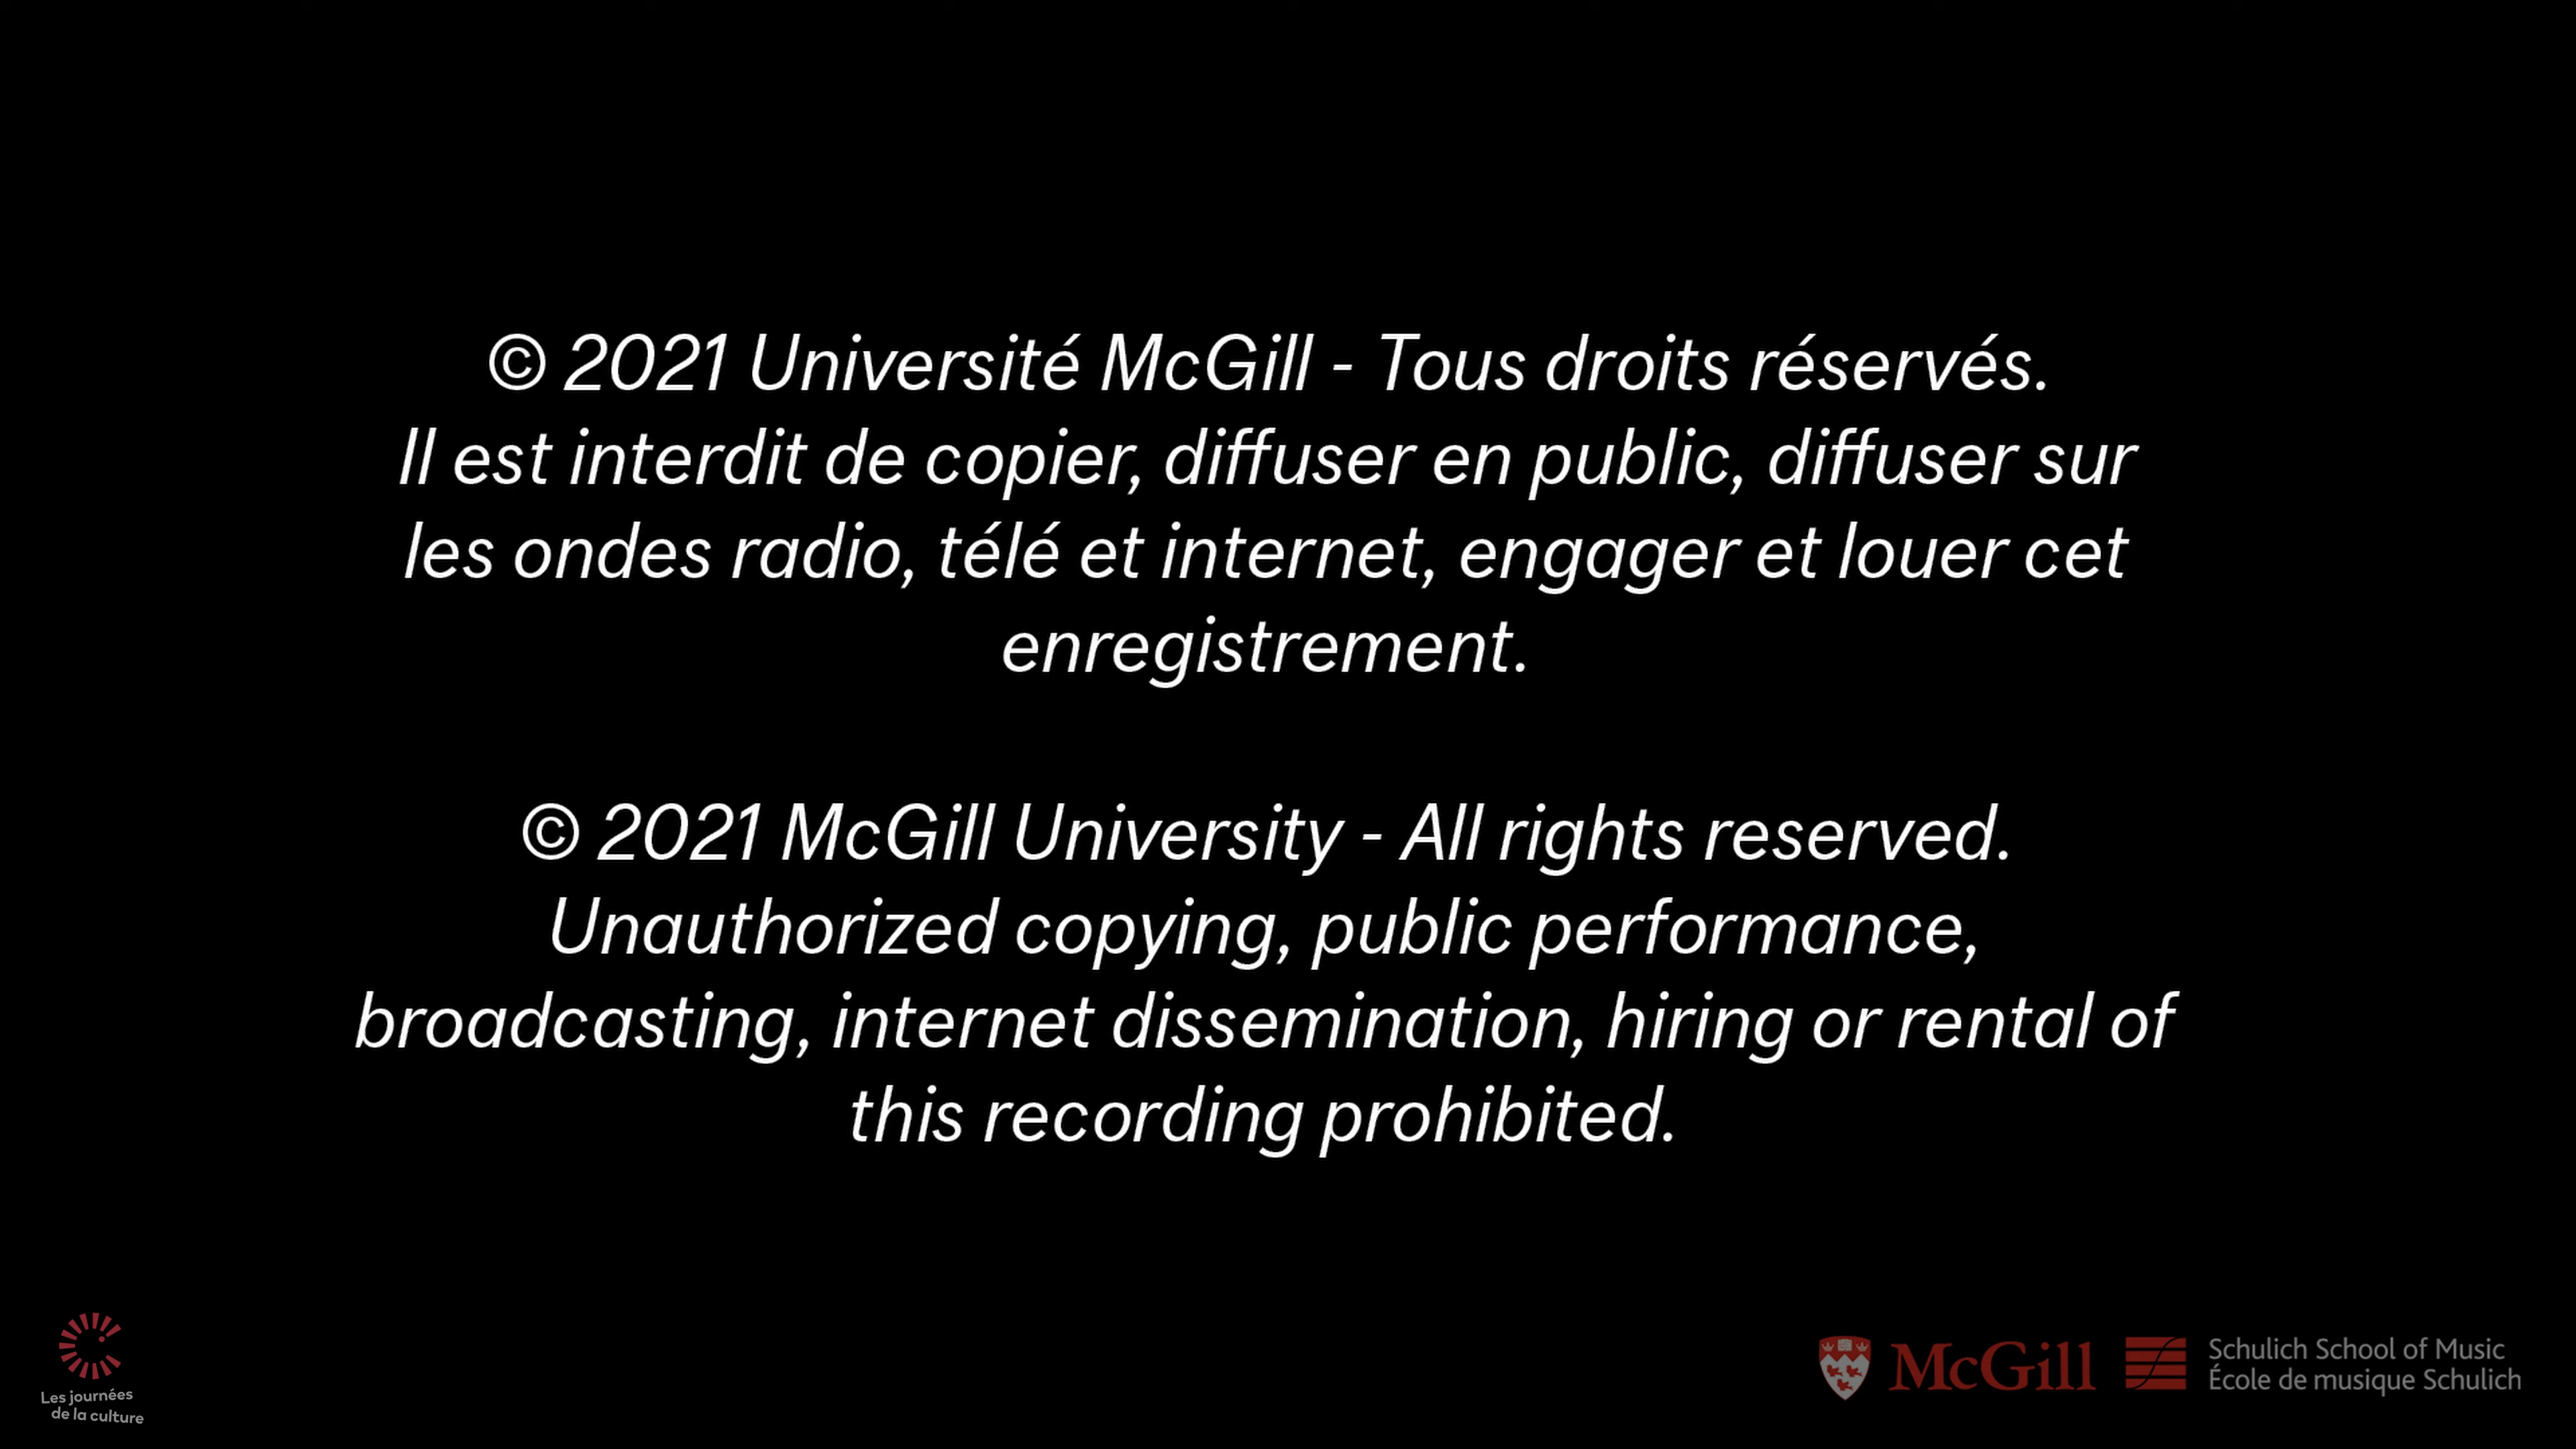 © 2021 Université McGill - Tous droits réservés.
Il est interdit de copier, diffuser en public, diffuser sur
les ondes radio, télé et internet, engager et louer cet
enregistrement.
© 2021 McGill University - All rights reserved.
Unauthorized copying, public performance,
broadcasting, internet dissemination, hiring or rental of
this recording prohibited.
Les journées
de la culture
McGill
Schulich School of Music
École de musique Schulich